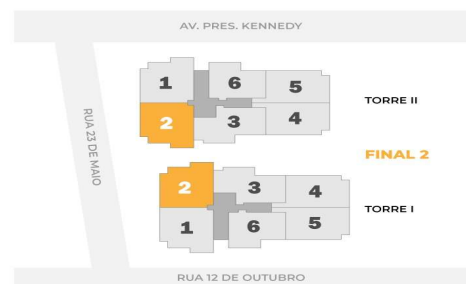 AV. PRES. KENNEDY
1 6 5
TORRE II
2 3 4
RUA 23 DE MAIO
FINAL 2
2 3 4
TORRE I
1 6 5
RUA 12 DE OUTUBRO